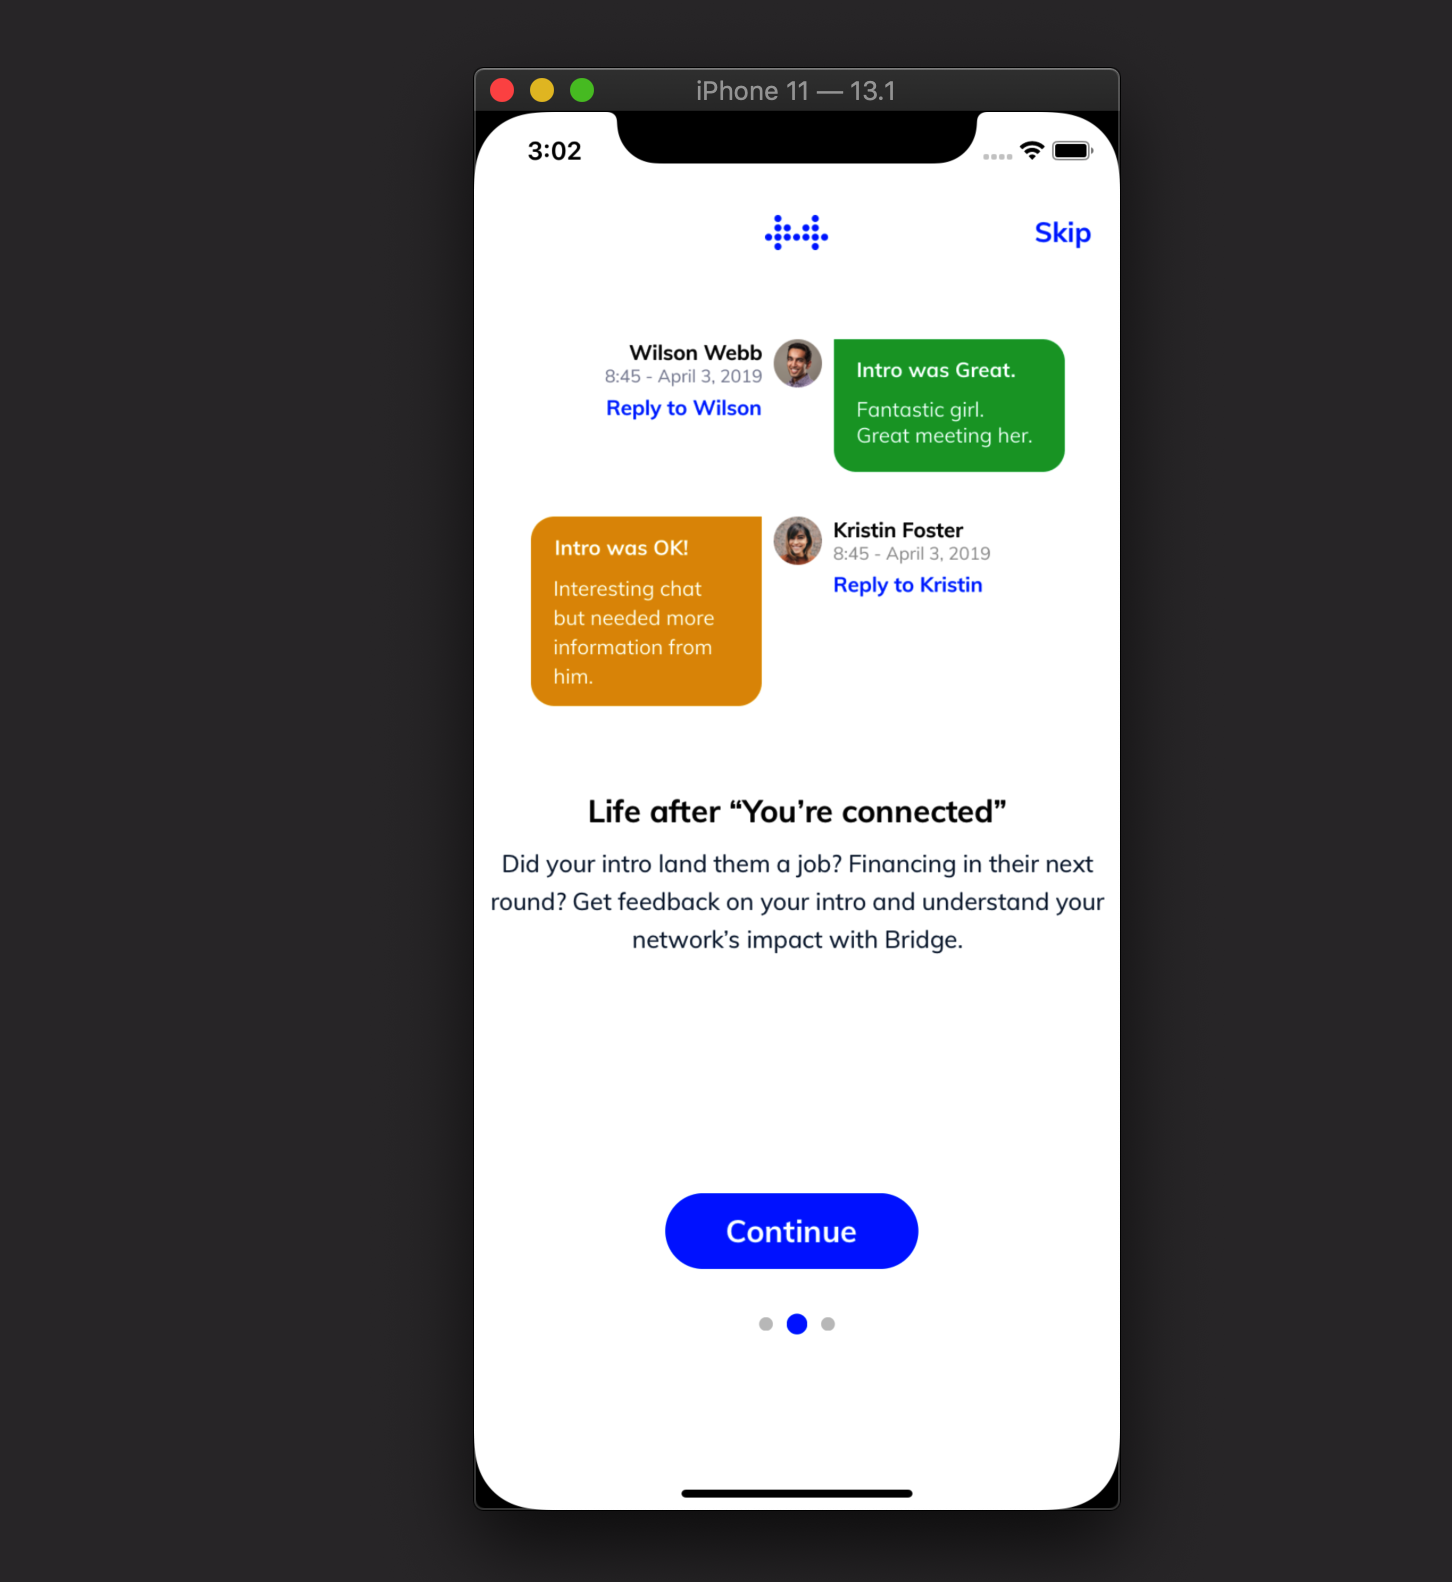 iPhone 11 — 13.1
3:02
Skip
Wilson Webb
8:45 - April 3, 2019
Reply to Wilson
Intro was Great.
Fantastic girl.
Great meeting her.
Intro was OK!
Interesting chat
but needed more
information from
him.
Kristin Foster
8:45 - April 3, 2019
Reply to Kristin
Life after “You’re connected”
Did your intro land them a job? Financing in their next
round? Get feedback on your intro and understand your
network’s impact with Bridge.
Continue